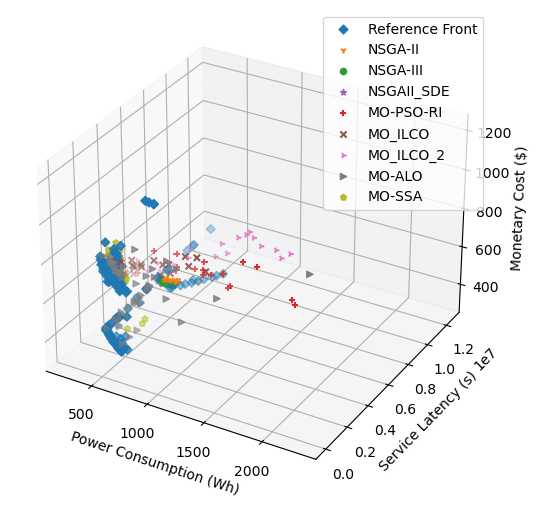 Reference Front
NSGA-II
NSGA-III
NSGAII_SDE
MO-PSO-RI
MO_ILCO
MO_ILCO_2
MO-ALO
MO-SSA
1200
1000
800
600
400
Monetary Cost ($)
1e7
1.2
1.0
0.8
0.6
0.4
0.2
0.0
Service Latency (s)
500
1000
1500
2000
Power Consumption (Wh)